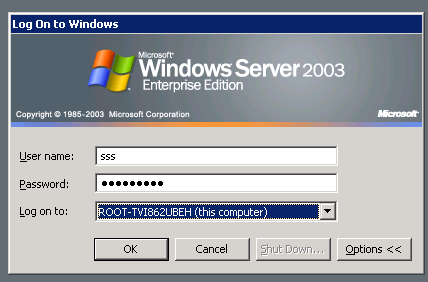 Log On to Windows
Microsoft
Windows Server 2003
Enterprise Edition
Copyright © 1985-2003 Microsoft Corporation
Microsoft
User name: sss
Password: ●●●●●●●●●
Log on to: ROOT-TVI862UBEH (this computer)
OK Cancel Shut Down... Options <<